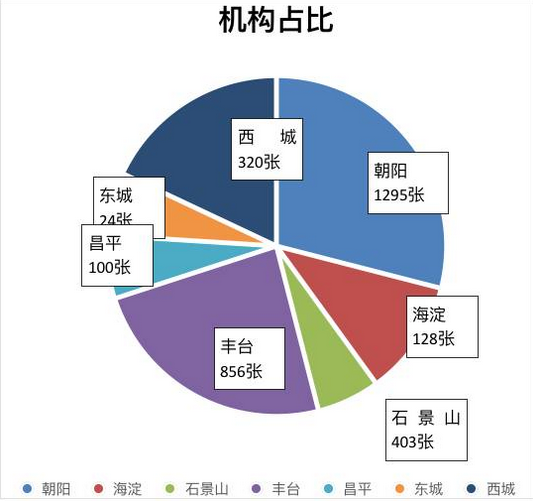 机构占比
西 城
320张
朝阳
1295张
东城
24张
昌平
100张
海淀
128张
丰台
856张
石 景 山
403张
朝阳 海淀 石景山 丰台 昌平 东城 西城